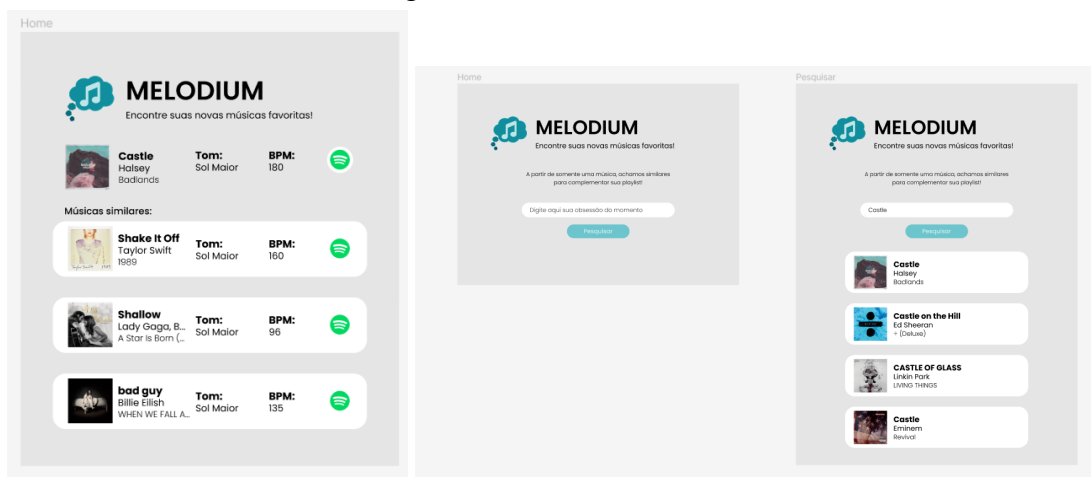 Home
MELODIUM
Encontre suas novas músicas favoritas!
Castle
Halsey
Badlands
Tom:
Sol Maior
BPM:
180
Músicas similares:
Shake It Off
Taylor Swift
1989
Tom:
Sol Maior
BPM:
160
Shallow
Lady Gaga, B...
A Star Is Born (...
Tom:
Sol Maior
BPM:
96
bad guy
Billie Eilish
WHEN WE FALL A...
Tom:
Sol Maior
BPM:
135
Home
MELODIUM
Encontre suas novas músicas favoritas!
A partir de somente uma música, achamos similares
para complementar sua playlist!
Digite aqui sua obsessão do momento
Pesquisar
Pesquisar
MELODIUM
Encontre suas novas músicas favoritas!
A partir de somente uma música, achamos similares
para complementar sua playlist!
Castle
Pesquisar
Castle
Halsey
Badlands
Castle on the Hill
Ed Sheeran
÷ (Deluxe)
CASTLE OF GLASS
Linkin Park
LIVING THINGS
Castle
Eminem
Revival